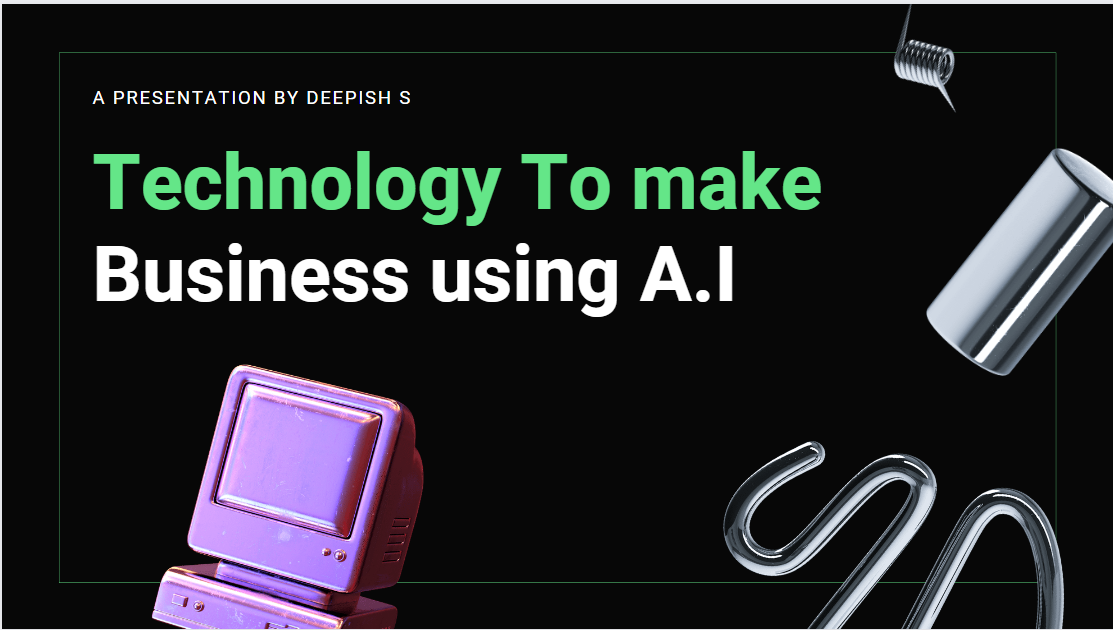 A PRESENTATION BY DEEPISH S
Technology To make
Business using A.I